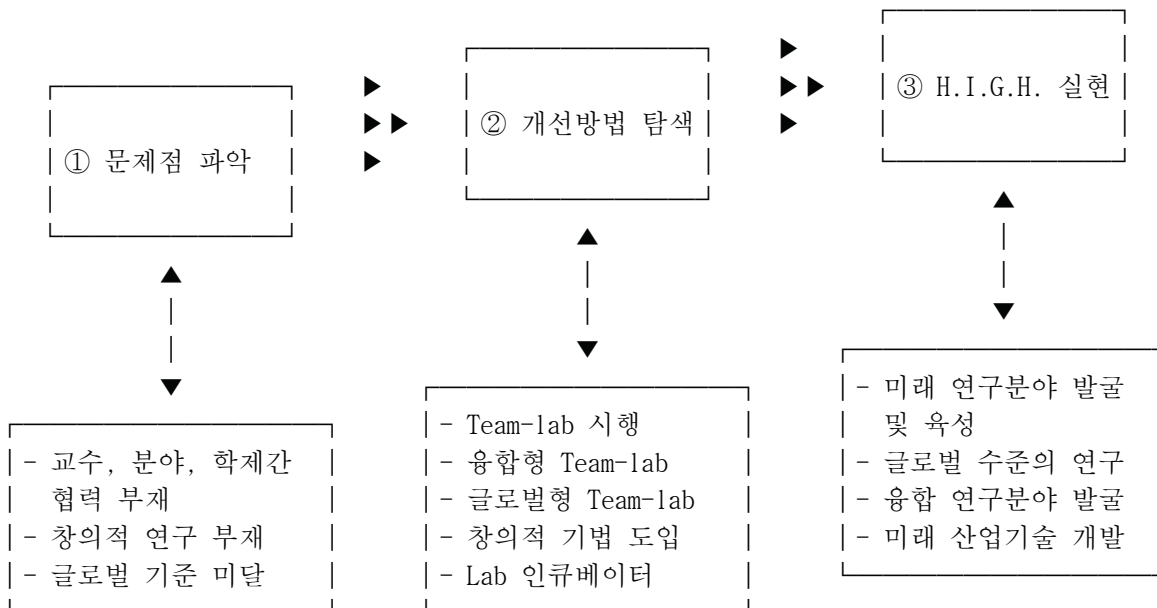 ① 문제점 파악
② 개선방법 탐색
③ H.I.G.H. 실현
- 교수, 분야, 학제간
협력 부재
- 창의적 연구 부재
- 글로벌 기준 미달
- Team-lab 시행
- 융합형 Team-lab
- 글로벌형 Team-lab
- 창의적 기법 도입
- Lab 인큐베이터
- 미래 연구분야 발굴
및 육성
- 글로벌 수준의 연구
- 융합 연구분야 발굴
- 미래 산업기술 개발